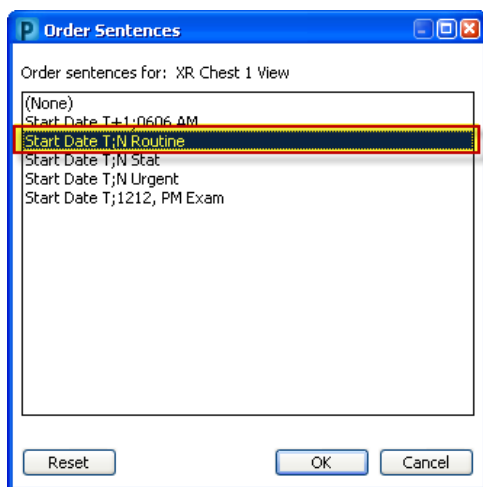 P Order Sentences
Order sentences for: XR Chest 1 View
(None)
Start Date T+1;0606 AM
Start Date T;N Routine
Start Date T;N Stat
Start Date T;N Urgent
Start Date T;1212, PM Exam
Reset OK Cancel